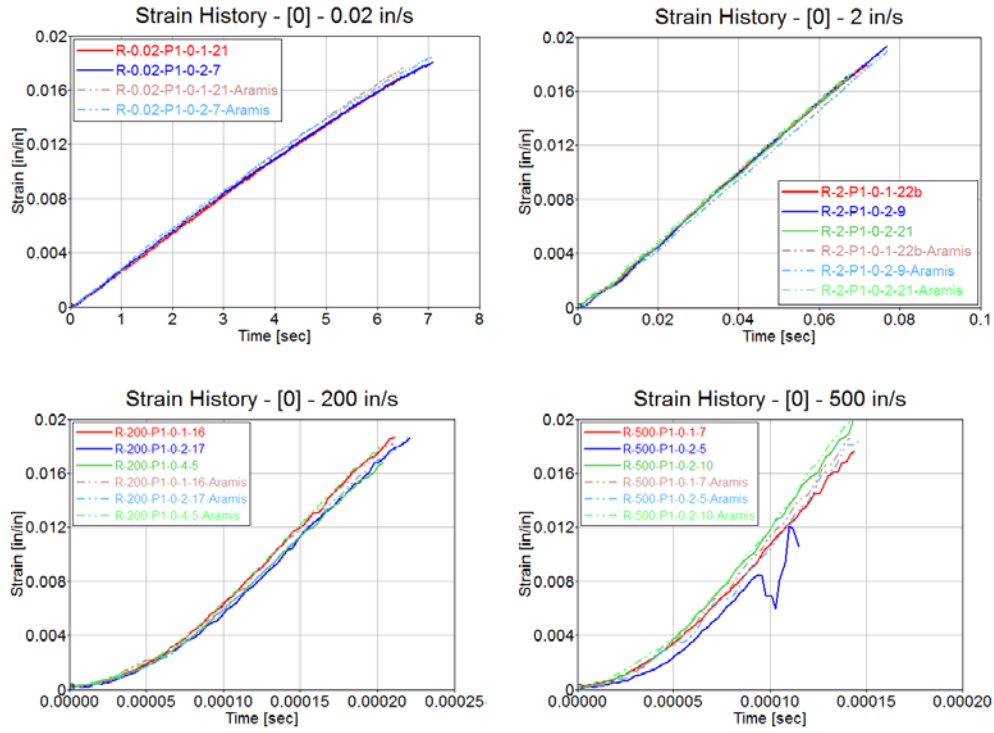 Strain History - [0] - 0.02 in/s
0.02
0.016
0.012
0.008
0.004
0
Strain [in/in]
R-0.02-P1-0-1-21
R-0.02-P1-0-2-7
R-0.02-P1-0-1-21-Aramis
R-0.02-P1-0-2-7-Aramis
0 1 2 3 4 5 6 7 8
Time [sec]
Strain History - [0] - 2 in/s
0.02
0.016
0.012
0.008
0.004
0
Strain [in/in]
R-2-P1-0-1-22b
R-2-P1-0-2-9
R-2-P1-0-2-21
R-2-P1-0-1-22b-Aramis
R-2-P1-0-2-9-Aramis
R-2-P1-0-2-21-Aramis
0 0.02 0.04 0.06 0.08 0.1
Time [sec]
Strain History - [0] - 200 in/s
0.02
0.016
0.012
0.008
0.004
0
Strain [in/in]
R-200-P1-0-1-16
R-200-P1-0-2-17
R-200-P1-0-4-5
R-200-P1-0-1-16-Aramis
R-200-P1-0-2-17-Aramis
R-200-P1-0-4-5-Aramis
0.00000 0.00005 0.00010 0.00015 0.00020 0.00025
Time [sec]
Strain History - [0] - 500 in/s
0.02
0.016
0.012
0.008
0.004
0
Strain [in/in]
R-500-P1-0-1-7
R-500-P1-0-2-5
R-500-P1-0-2-10
R-500-P1-0-1-7-Aramis
R-500-P1-0-2-5-Aramis
R-500-P1-0-2-10-Aramis
0.00000 0.00005 0.00010 0.00015 0.00020
Time [sec]